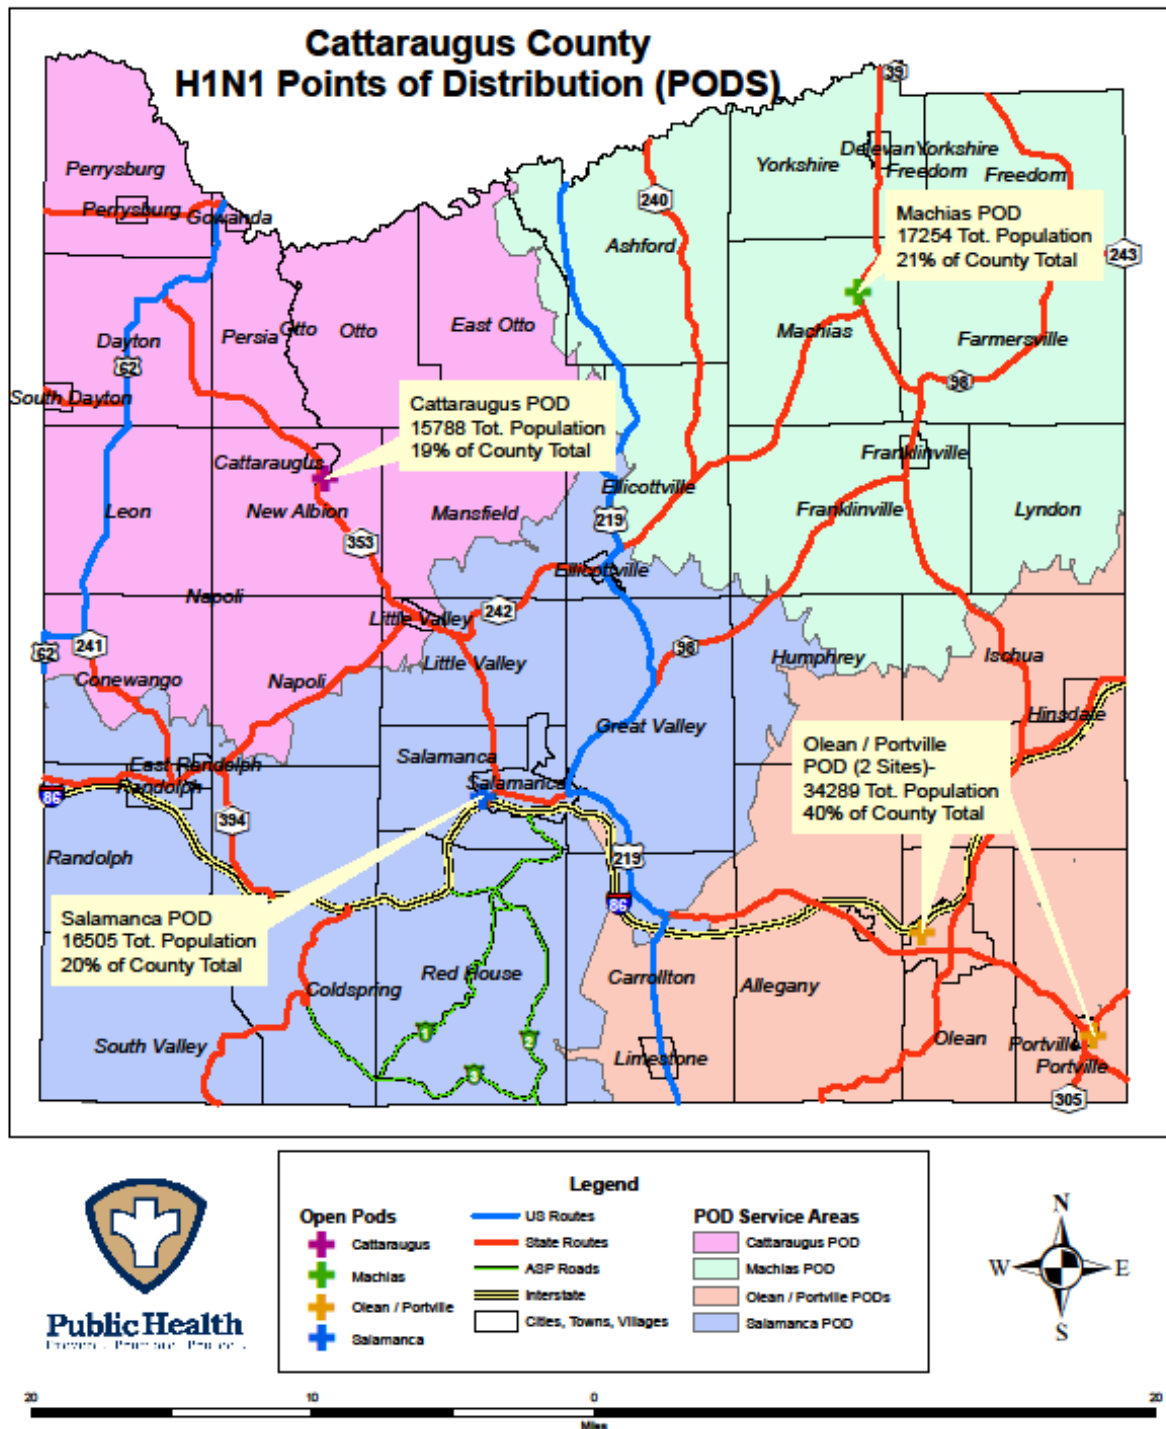 Cattaraugus County
H1N1 Points of Distribution (PODS)
39
Perrysburg
Yorkshire
Delevan
Yorkshire
Freedom
Freedom
Perrysburg
Gowanda
240
Ashford
Machias POD
17254 Tot. Population
21% of County Total
243
Dayton
Persia
Otto
Otto
East Otto
Machias
Farmersville
62
98
South Dayton
Cattaraugus POD
15788 Tot. Population
19% of County Total
Cattaraugus
Franklinville
Ellicottville
Leon
New Albion
Mansfield
219
Franklinville
Lyndon
353
Ellicottville
Napoli
Little Valley
242
62
241
98
Little Valley
Humphrey
Ischua
Conewango
Napoli
Great Valley
Hinsdale
Salamanca
Olean / Portville
POD (2 Sites)-
34289 Tot. Population
40% of County Total
East Randolph
Randolph
Salamanca
86
394
Randolph
219
86
Salamanca POD
16505 Tot. Population
20% of County Total
Red House
Carrollton
Allegany
Coldspring
1
2
South Valley
3
Limestone
Olean
Portville
Portville
305
Legend
Open Pods
Cattaraugus
Machias
Olean / Portville
Salamanca
US Routes
State Routes
ASP Roads
Interstate
Cities, Towns, Villages
POD Service Areas
Cattaraugus POD
Machias POD
Olean / Portville PODs
Salamanca POD
Public Health
N
W
E
S
20
10
0
20
Miles